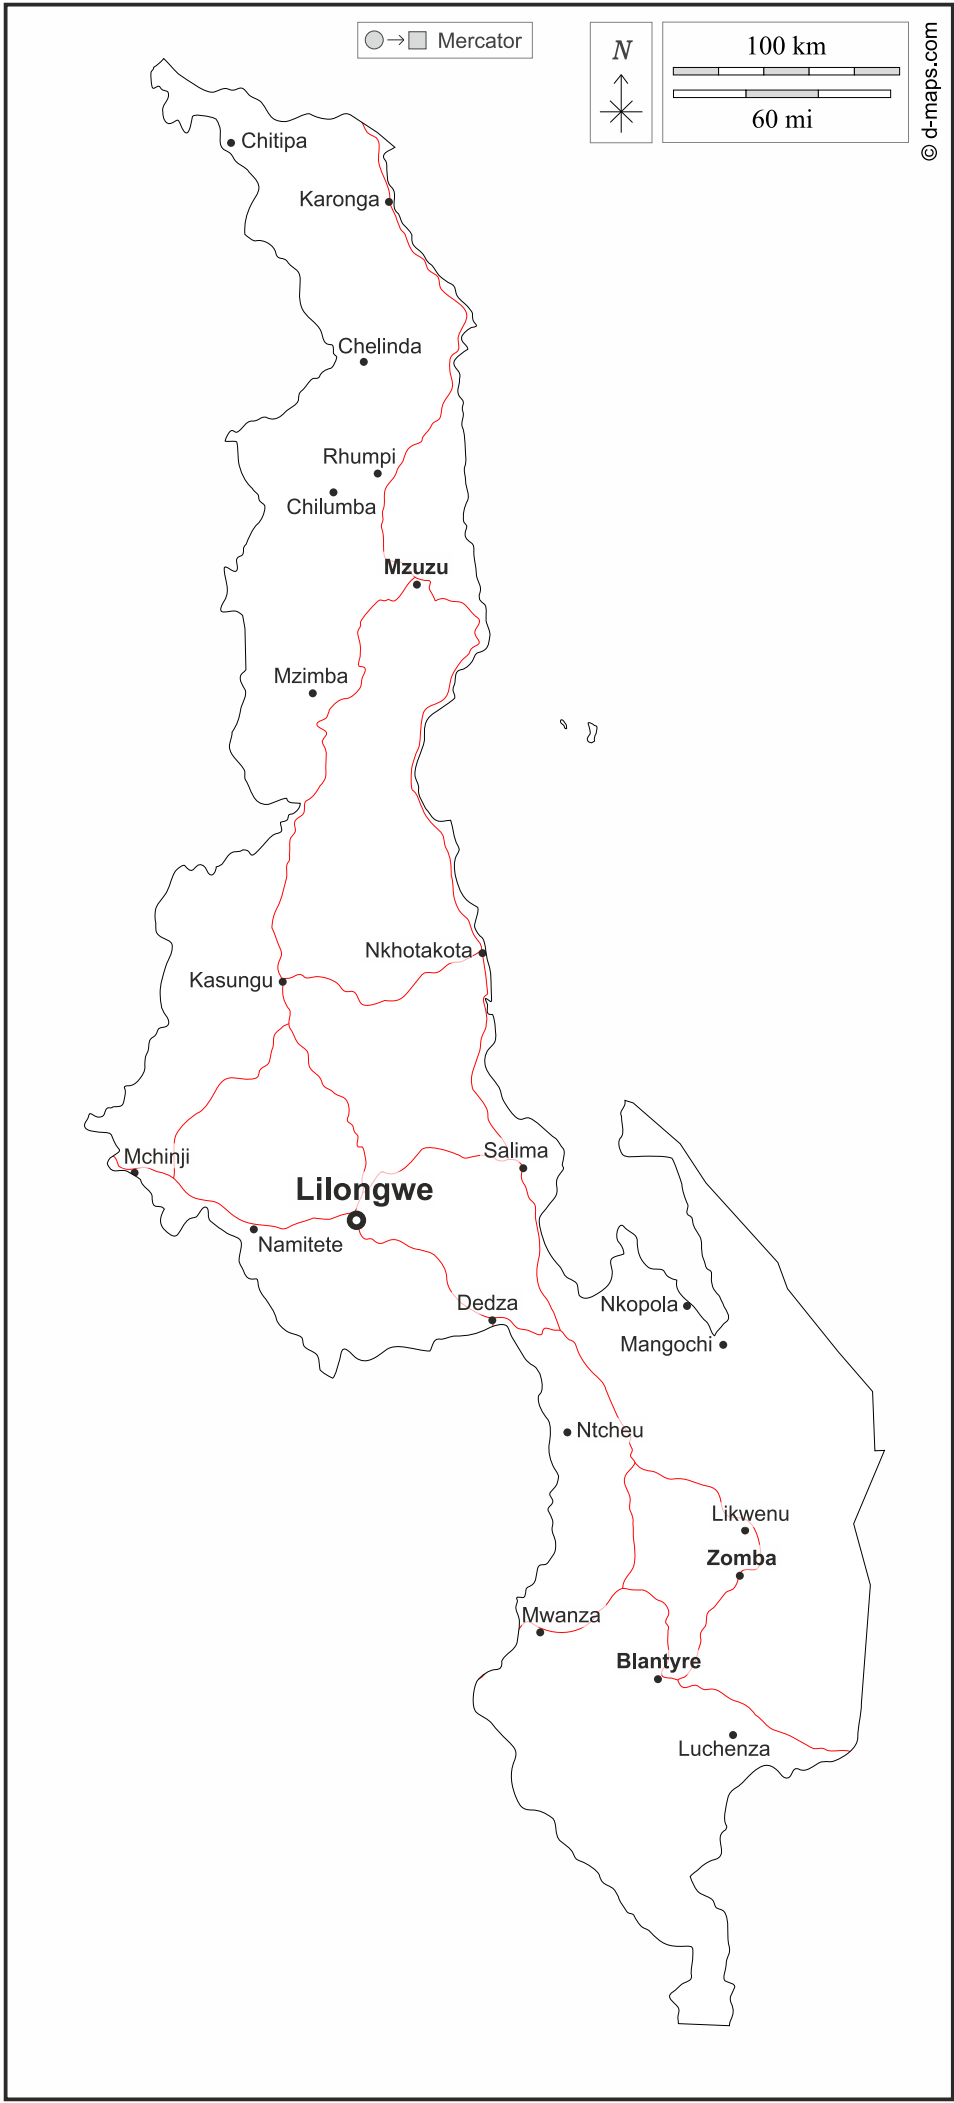 Mercator
N
100 km
60 mi
© d-maps.com
Chitipa
Karonga
Chelinda
Rhumpi
Chilumba
Mzuzu
Mzimba
Nkhotakota
Kasungu
Mchinji
Salima
Lilongwe
Namitete
Dedza
Nkopola
Mangochi
Ntcheu
Likwenu
Zomba
Mwanza
Blantyre
Luchenza